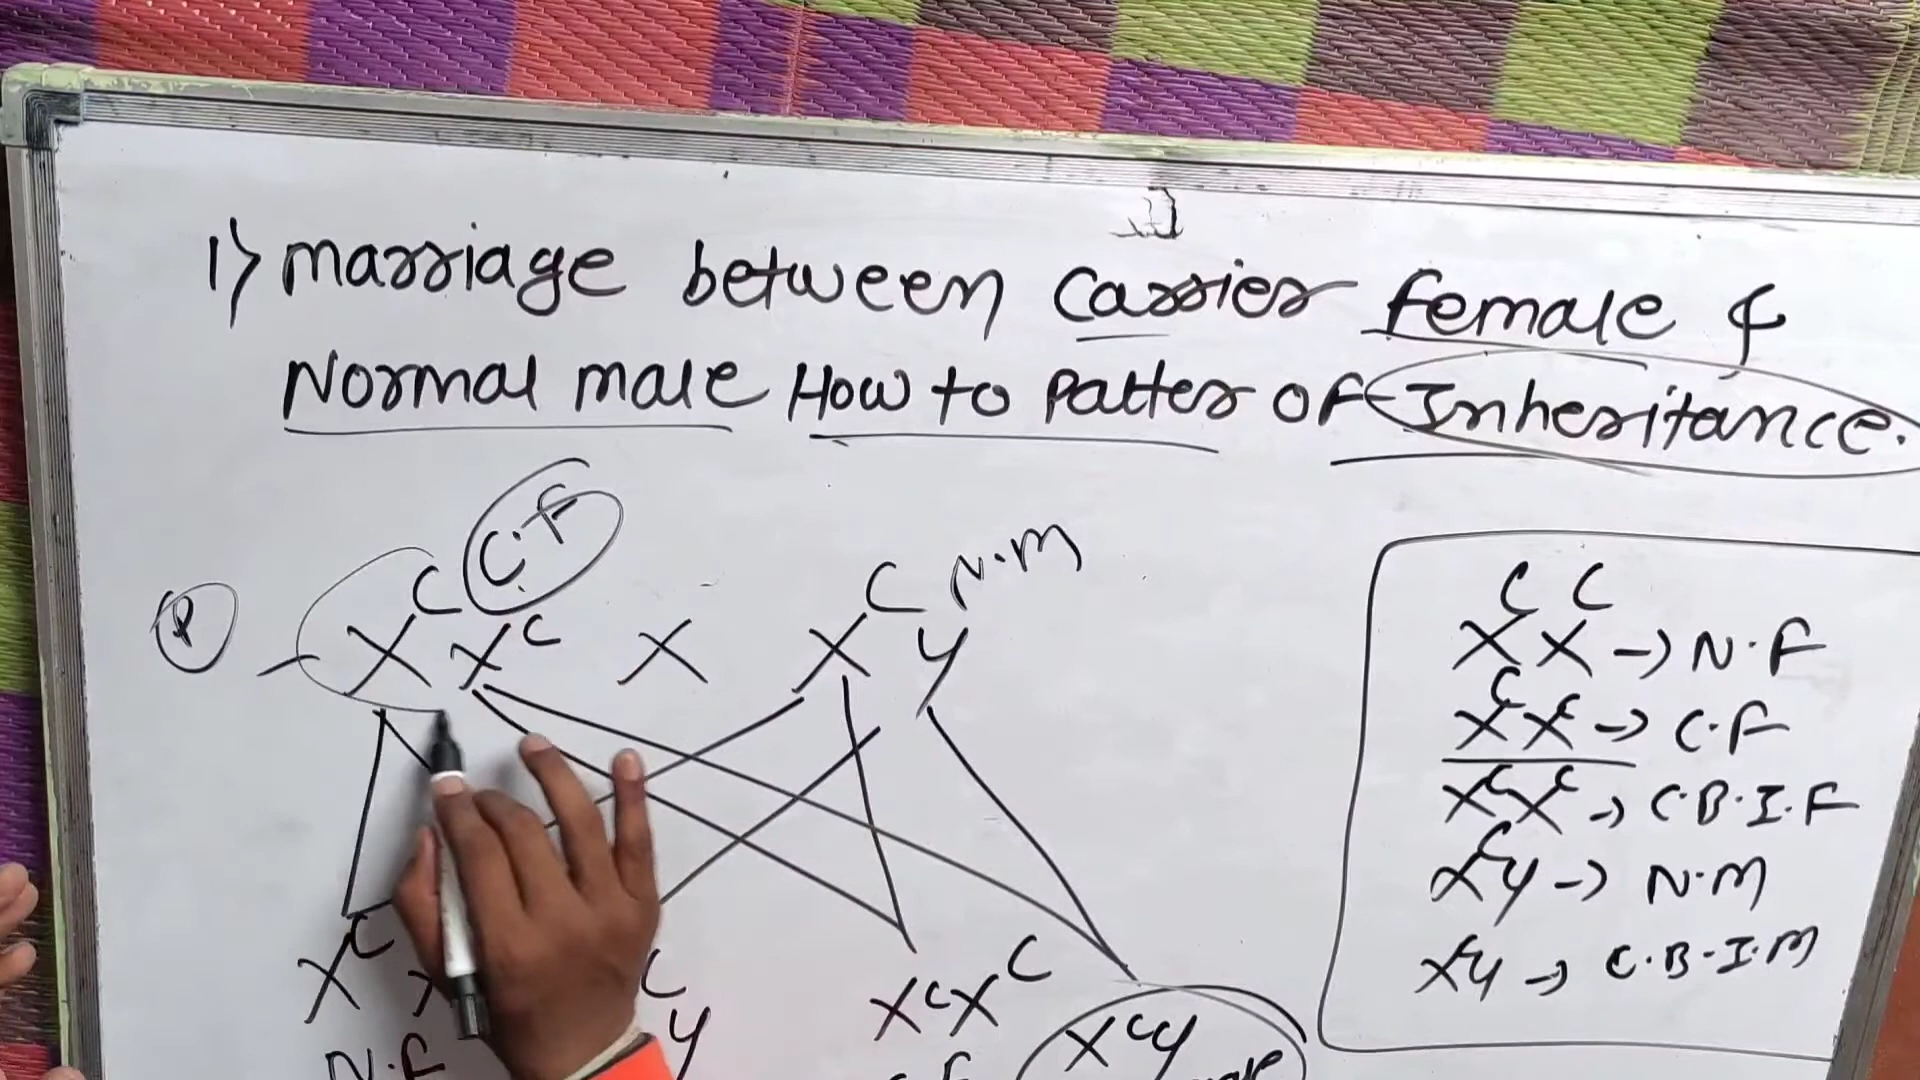 1) Marriage between Carrier female &
Normal male How to Patter of Inheritance.
C.F
P
X^C X^c X X^C Y N.M
X^C
N.F
C
Y
X^c X^C
X^c Y
X^C X^C → N.F
X^C X^c → C.F
X^c X^c → C.B.I.F
X^C Y → N.M
X^c Y → C.B.I.M